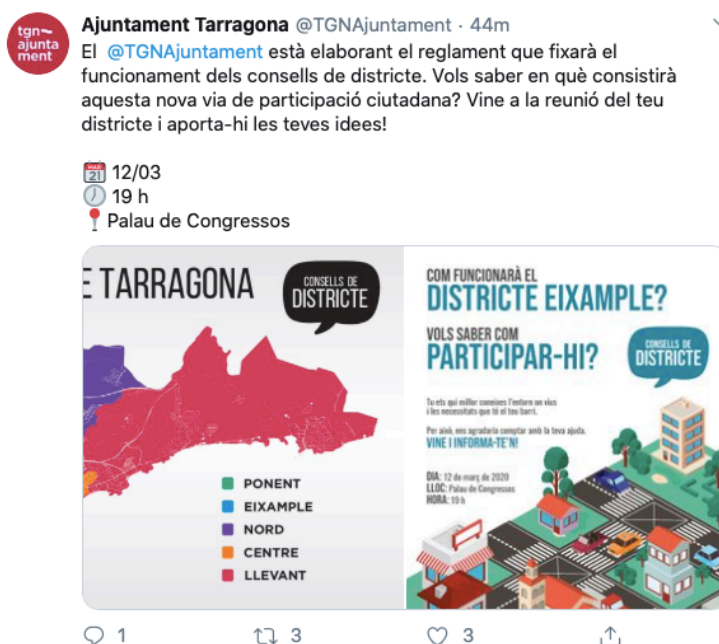 tgn~
ajunta
ment
Ajuntament Tarragona @TGNAjuntament · 44m
El @TGNAjuntament està elaborant el reglament que fixarà el
funcionament dels consells de districte. Vols saber en què consistirà
aquesta nova via de participació ciutadana? Vine a la reunió del teu
districte i aporta-hi les teves idees!
21
12/03
19 h
Palau de Congressos
E TARRAGONA
CONSELLS DE
DISTRICTE
PONENT
EIXAMPLE
NORD
CENTRE
LLEVANT
COM FUNCIONARÀ EL
DISTRICTE EIXAMPLE?
VOLS SABER COM
PARTICIPAR-HI?
CONSELLS DE
DISTRICTE
Tu ets qui millor coneixes l'entorn on vius
i les necessitats que té el teu barri.
Per això, ens agradaria comptar amb la teva ajuda.
VINE I INFORMA-TE'N!
DIA: 12 de març de 2020
LLOC: Palau de Congressos
HORA: 19 h
1
3
3